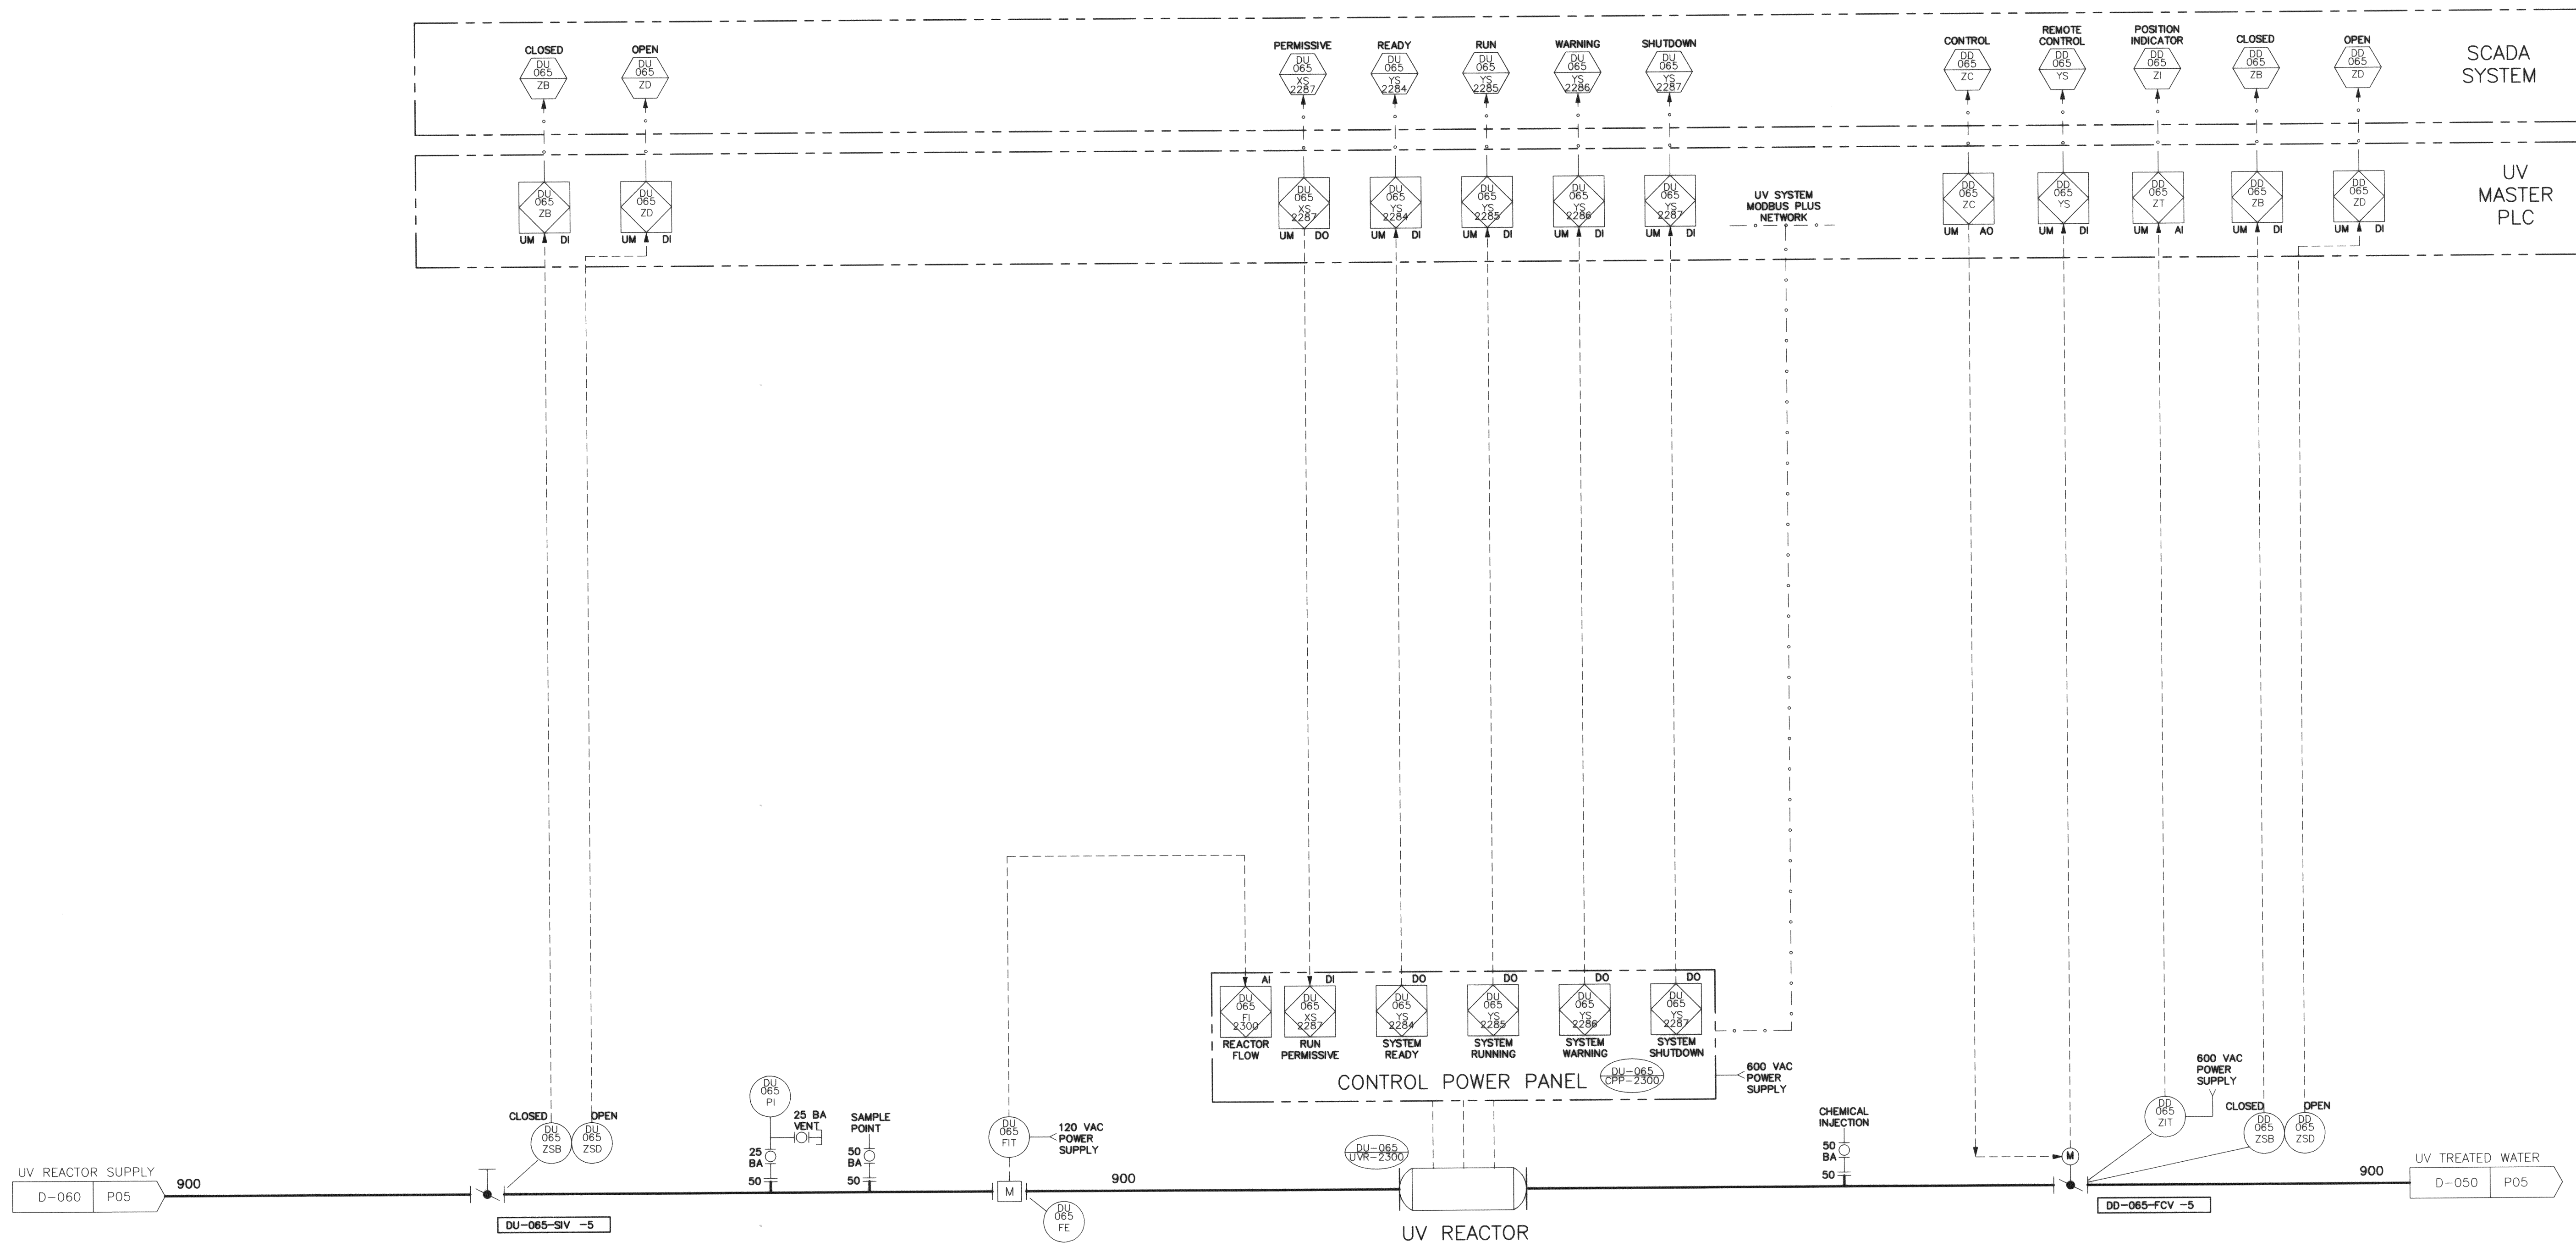 CLOSED
DU
065
ZB
OPEN
DU
065
ZD
PERMISSIVE
DU
065
XS
2287
READY
DU
065
YS
2284
RUN
DU
065
YS
2285
WARNING
DU
065
YS
2286
SHUTDOWN
DU
065
YS
2287
CONTROL
DD
065
ZC
REMOTE
CONTROL
DD
065
YS
POSITION
INDICATOR
DD
065
ZI
CLOSED
DD
065
ZB
OPEN
DD
065
ZD
SCADA
SYSTEM
DU
065
ZB
UM DI
DU
065
ZD
UM DI
DU
065
XS
2287
UM DO
DU
065
YS
2284
UM DI
DU
065
YS
2285
UM DI
DU
065
YS
2286
UM DI
DU
065
YS
2287
UM DI
UV SYSTEM
MODBUS PLUS
NETWORK
DD
065
ZC
UM AO
DD
065
YS
UM DI
DD
065
ZT
UM AI
DD
065
ZB
UM DI
DD
065
ZD
UM DI
UV
MASTER
PLC
AI
DU
065
FI
2300
REACTOR
FLOW
DI
DU
065
XS
2287
RUN
PERMISSIVE
DO
DU
065
YS
2284
SYSTEM
READY
DO
DU
065
YS
2285
SYSTEM
RUNNING
DO
DU
065
YS
2286
SYSTEM
WARNING
DO
DU
065
YS
2287
SYSTEM
SHUTDOWN
CONTROL POWER PANEL
DU-065
CPP-2300
600 VAC
POWER
SUPPLY
CLOSED
DU
065
ZSB
OPEN
DU
065
ZSD
DU
065
PI
25 BA
VENT
25
BA
50
SAMPLE
POINT
50
BA
50
DU
065
FIT
120 VAC
POWER
SUPPLY
DU-065
UVR-2300
CHEMICAL
INJECTION
50
BA
50
DD
065
ZIT
600 VAC
POWER
SUPPLY
CLOSED
DD
065
ZSB
OPEN
DD
065
ZSD
M
UV REACTOR SUPPLY
D-060 P05
900
DU-065-SIV -5
M
DU
065
FE
900
UV REACTOR
DD-065-FCV -5
900
UV TREATED WATER
D-050 P05